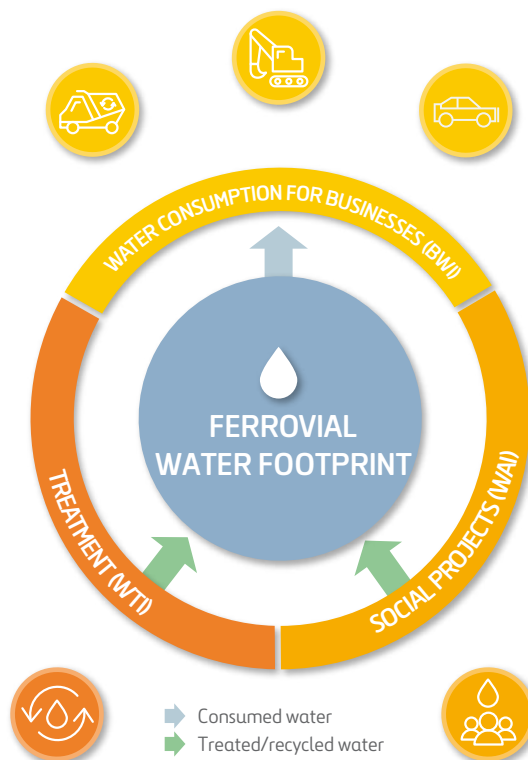 WATER CONSUMPTION FOR BUSINESSES (BWI)
FERROVIAL
WATER FOOTPRINT
TREATMENT (WTI)
SOCIAL PROJECTS (WAI)
Consumed water
Treated/recycled water